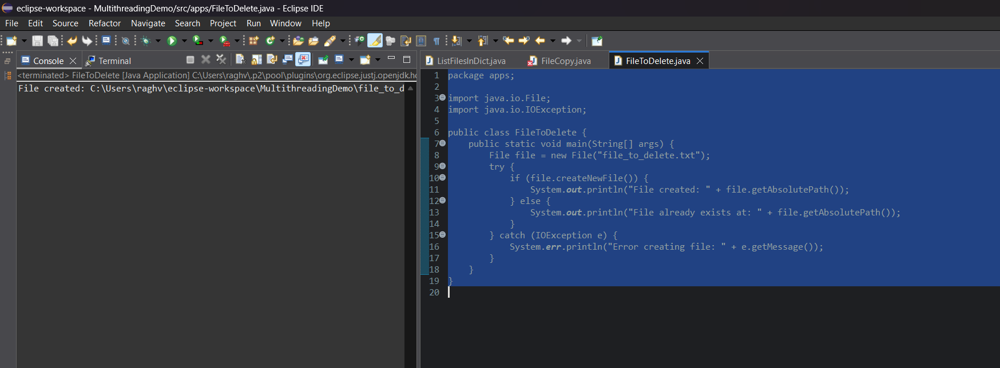 eclipse-workspace - MultithreadingDemo/src/apps/FileToDelete.java - Eclipse IDE
File Edit Source Refactor Navigate Search Project Run Window Help
Console Terminal
<terminated> FileToDelete [Java Application] C:\Users\raghv\.p2\pool\plugins\org.eclipse.justj.openjdk.hc
File created: C:\Users\raghv\eclipse-workspace\MultithreadingDemo\file_to_d
ListFilesInDict.java FileCopy.java FileToDelete.java
1 package apps;
2
3 import java.io.File;
4 import java.io.IOException;
5
6 public class FileToDelete {
7     public static void main(String[] args) {
8         File file = new File("file_to_delete.txt");
9         try {
10             if (file.createNewFile()) {
11                 System.out.println("File created: " + file.getAbsolutePath());
12             } else {
13                 System.out.println("File already exists at: " + file.getAbsolutePath());
14             }
15         } catch (IOException e) {
16             System.err.println("Error creating file: " + e.getMessage());
17         }
18     }
19 }
20